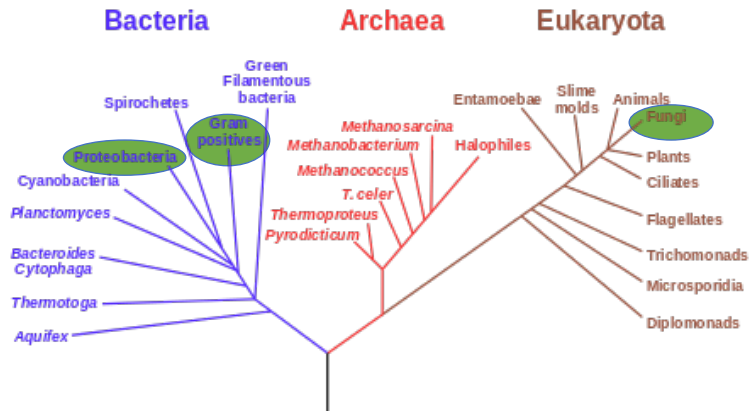 Bacteria
Archaea
Eukaryota
Green
Filamentous
bacteria
Spirochetes
Gram
positives
Proteobacteria
Cyanobacteria
Planctomyces
Bacteroides
Cytophaga
Thermotoga
Aquifex
Methanosarcina
Methanobacterium
Halophiles
Methanococcus
T. celer
Thermoproteus
Pyrodicticum
Entamoebae
Slime
molds
Animals
Fungi
Plants
Ciliates
Flagellates
Trichomonads
Microsporidia
Diplomonads